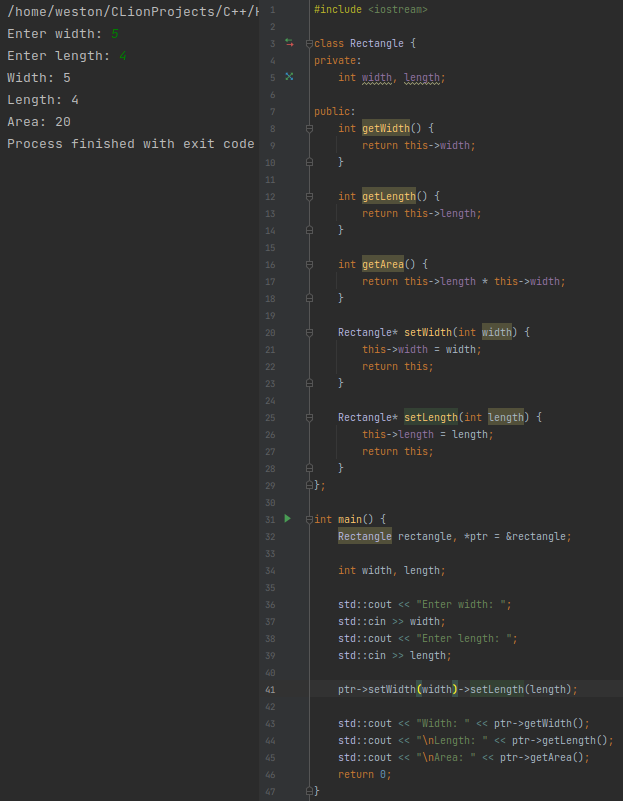 /home/weston/CLionProjects/C++/
Enter width: 5
Enter length: 4
Width: 5
Length: 4
Area: 20
Process finished with exit code
1 #include <iostream>
2
3 class Rectangle {
4 private:
5 int width, length;
6
7 public:
8 int getWidth() {
9 return this->width;
10 }
11
12 int getLength() {
13 return this->length;
14 }
15
16 int getArea() {
17 return this->length * this->width;
18 }
19
20 Rectangle* setWidth(int width) {
21 this->width = width;
22 return this;
23 }
24
25 Rectangle* setLength(int length) {
26 this->length = length;
27 return this;
28 }
29 };
30
31 int main() {
32 Rectangle rectangle, *ptr = &rectangle;
33
34 int width, length;
35
36 std::cout << "Enter width: ";
37 std::cin >> width;
38 std::cout << "Enter length: ";
39 std::cin >> length;
40
41 ptr->setWidth(width)->setLength(length);
42
43 std::cout << "Width: " << ptr->getWidth();
44 std::cout << "\nLength: " << ptr->getLength();
45 std::cout << "\nArea: " << ptr->getArea();
46 return 0;
47 }